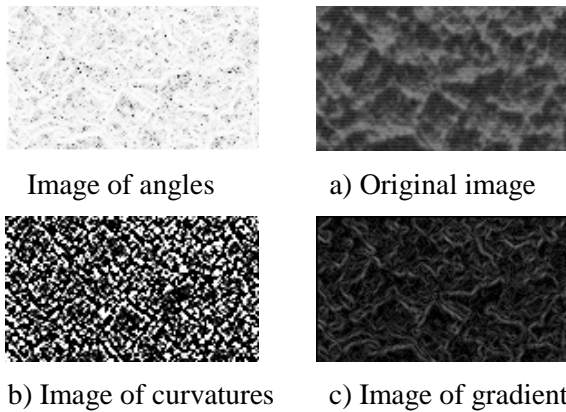 Image of angles
a) Original image
b) Image of curvatures
c) Image of gradient